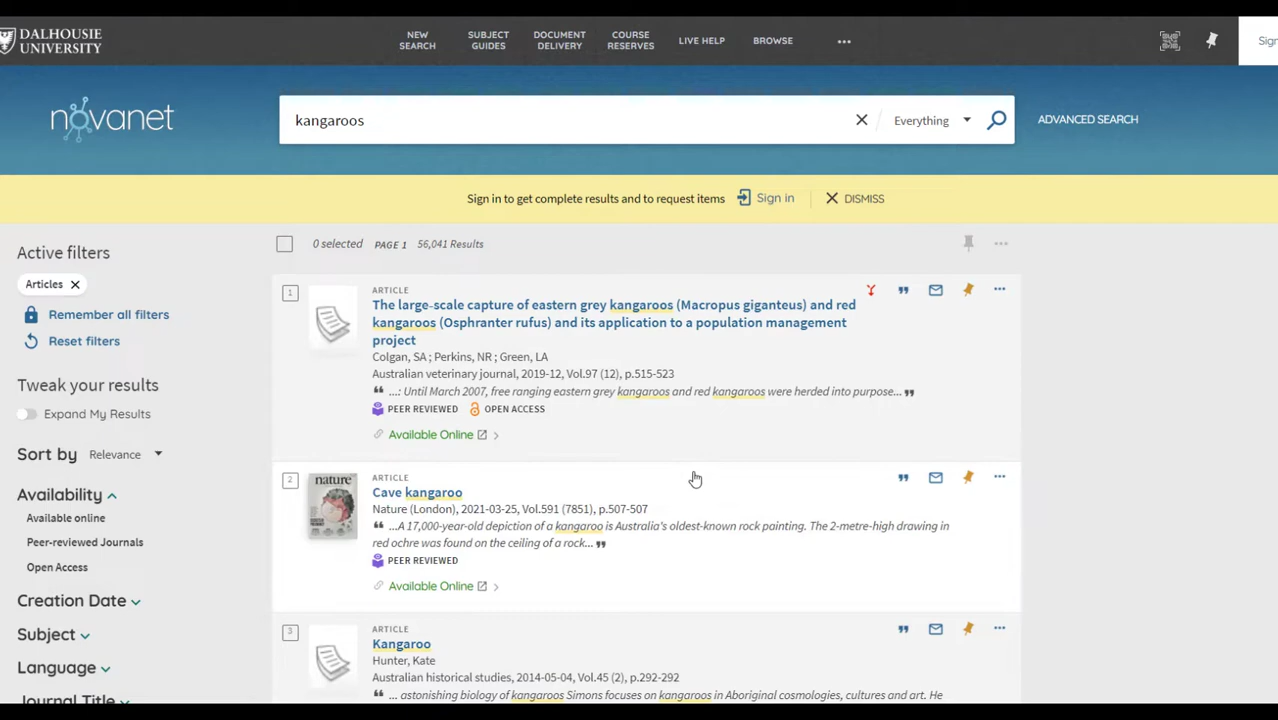 DALHOUSIE
UNIVERSITY
NEW
SEARCH
SUBJECT
GUIDES
DOCUMENT
DELIVERY
COURSE
RESERVES
LIVE HELP
BROWSE
Sign
novanet
kangaroos
Everything
ADVANCED SEARCH
Sign in to get complete results and to request items
Sign in
DISMISS
Active filters
Articles
Remember all filters
Reset filters
Tweak your results
Expand My Results
Sort by Relevance
Availability
Available online
Peer-reviewed Journals
Open Access
Creation Date
Subject
Language
Journal Title
0 selected PAGE 1 56,041 Results
1
ARTICLE
The large-scale capture of eastern grey kangaroos (Macropus giganteus) and red
kangaroos (Osphranter rufus) and its application to a population management
project
Colgan, SA ; Perkins, NR ; Green, LA
Australian veterinary journal, 2019-12, Vol.97 (12), p.515-523
...: Until March 2007, free ranging eastern grey kangaroos and red kangaroos were herded into purpose...
PEER REVIEWED OPEN ACCESS
Available Online
2
nature
ARTICLE
Cave kangaroo
Nature (London), 2021-03-25, Vol.591 (7851), p.507-507
...A 17,000-year-old depiction of a kangaroo is Australia's oldest-known rock painting. The 2-metre-high drawing in
red ochre was found on the ceiling of a rock...
PEER REVIEWED
Available Online
3
ARTICLE
Kangaroo
Hunter, Kate
Australian historical studies, 2014-05-04, Vol.45 (2), p.292-292
... astonishing biology of kangaroos Simons focuses on kangaroos in Aboriginal cosmologies, cultures and art. He